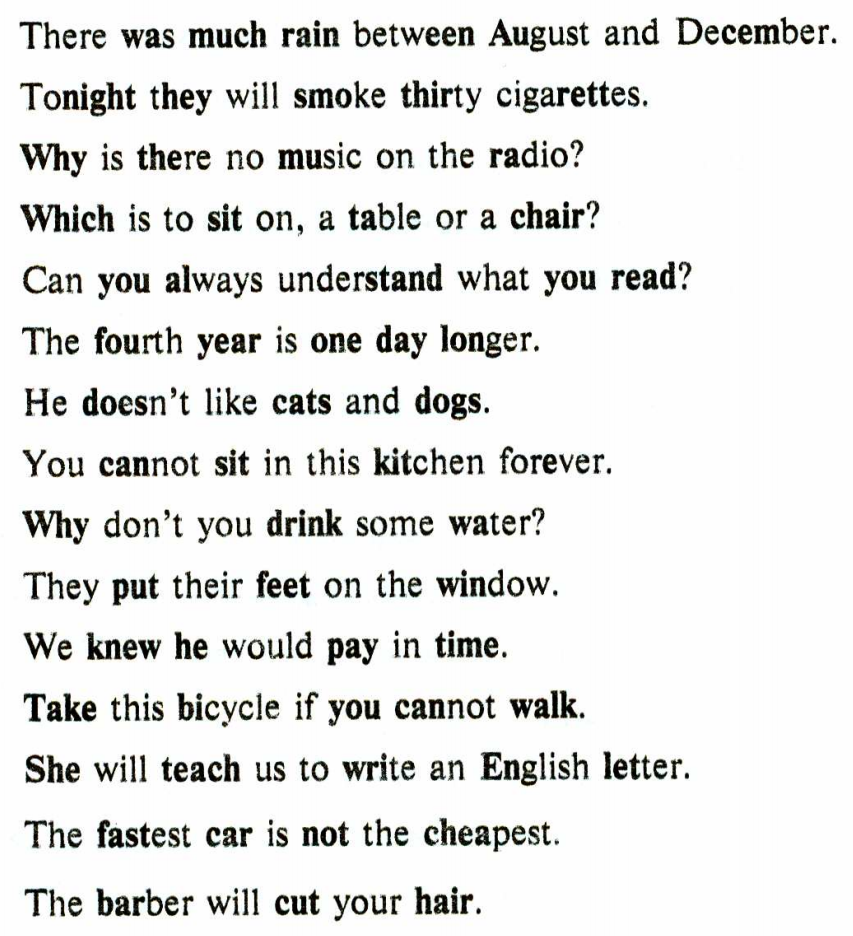 There was much rain between August and December.
Tonight they will smoke thirty cigarettes.
Why is there no music on the radio?
Which is to sit on, a table or a chair?
Can you always understand what you read?
The fourth year is one day longer.
He doesn't like cats and dogs.
You cannot sit in this kitchen forever.
Why don't you drink some water?
They put their feet on the window.
We knew he would pay in time.
Take this bicycle if you cannot walk.
She will teach us to write an English letter.
The fastest car is not the cheapest.
The barber will cut your hair.